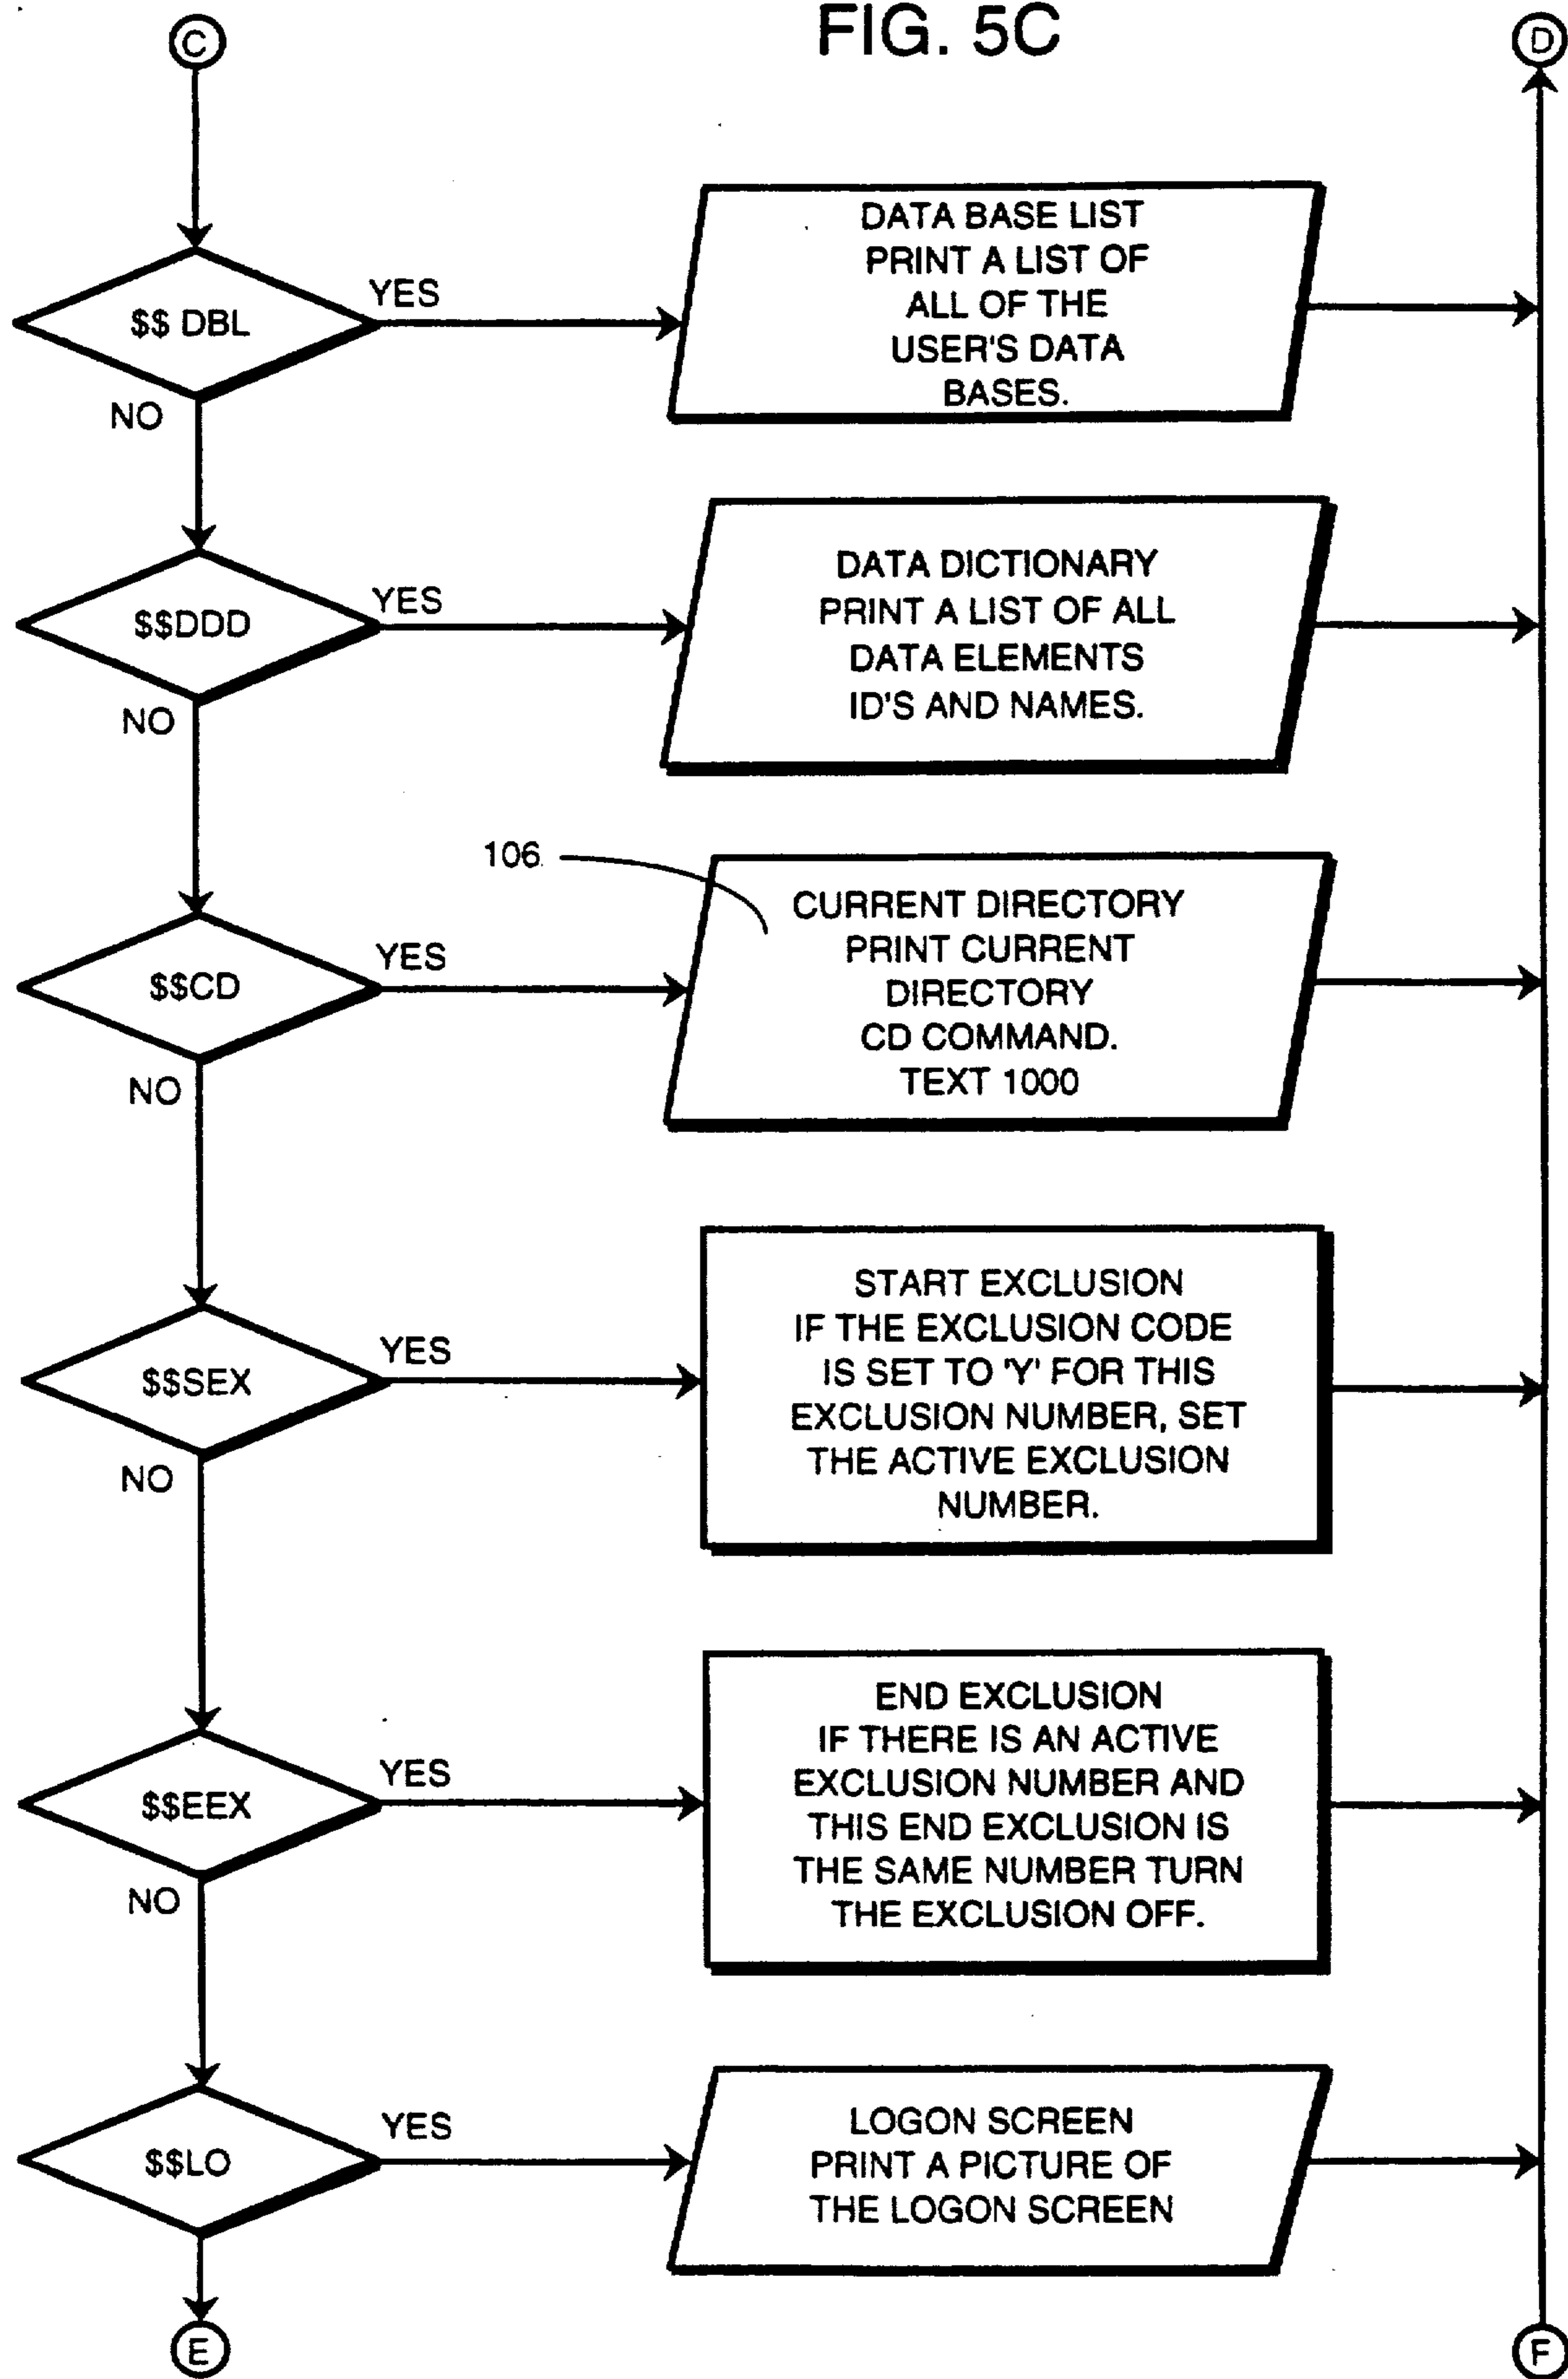 FIG. 5C
C
D
$$ DBL
YES
NO
DATA BASE LIST
PRINT A LIST OF
ALL OF THE
USER'S DATA
BASES.
$$DDD
YES
NO
DATA DICTIONARY
PRINT A LIST OF ALL
DATA ELEMENTS
ID'S AND NAMES.
106
$$CD
YES
NO
CURRENT DIRECTORY
PRINT CURRENT
DIRECTORY
CD COMMAND.
TEXT 1000
$$SEX
YES
NO
START EXCLUSION
IF THE EXCLUSION CODE
IS SET TO 'Y' FOR THIS
EXCLUSION NUMBER, SET
THE ACTIVE EXCLUSION
NUMBER.
$$EEX
YES
NO
END EXCLUSION
IF THERE IS AN ACTIVE
EXCLUSION NUMBER AND
THIS END EXCLUSION IS
THE SAME NUMBER TURN
THE EXCLUSION OFF.
$$LO
YES
LOGON SCREEN
PRINT A PICTURE OF
THE LOGON SCREEN
E
F